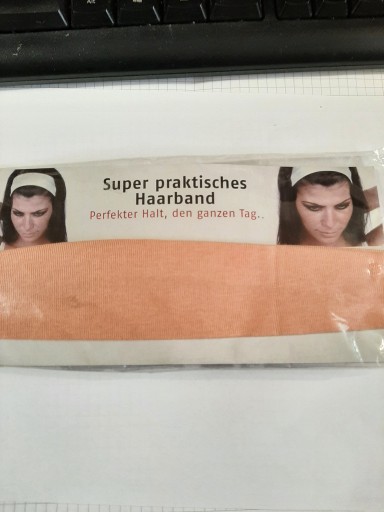 Super praktisches
Haarband
Perfekter Halt, den ganzen Tag..